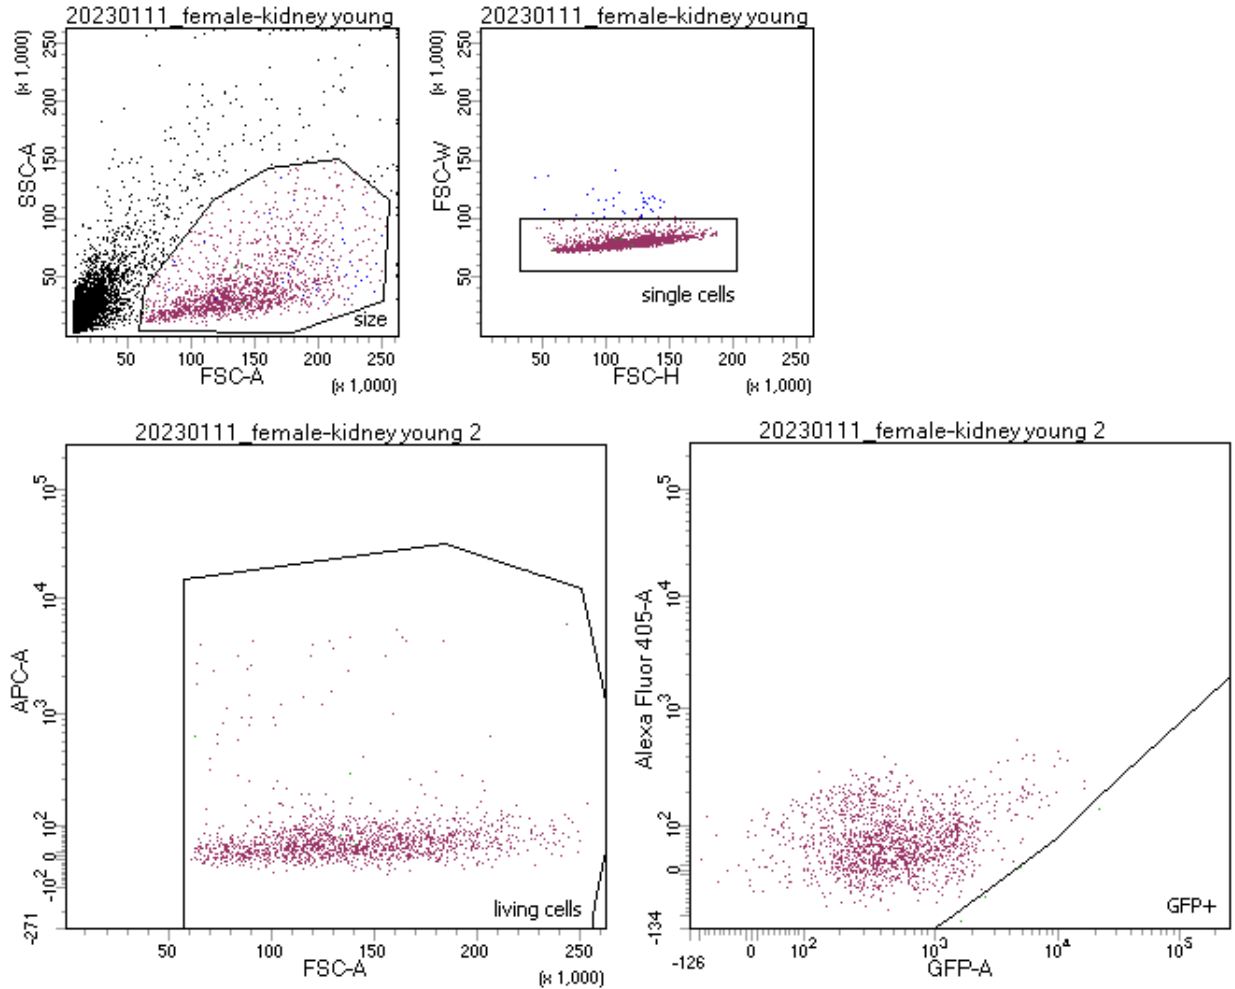 20230111_female-kidney young
(x 1,000)
SSC-A
250
200
150
100
50
size
50 100 150 200 250
FSC-A
(x 1,000)
20230111_female-kidney young
(x 1,000)
FSC-W
250
200
150
100
50
single cells
50 100 150 200 250
FSC-H
(x 1,000)
20230111_female-kidney young 2
APC-A
10^5
10^4
10^3
10^2
0
-10^2
-271
living cells
50 100 150 200 250
FSC-A
(x 1,000)
20230111_female-kidney young 2
Alexa Fluor 405-A
10^5
10^4
10^3
10^2
0
-134
GFP+
-126 0 10^2 10^3 10^4 10^5
GFP-A